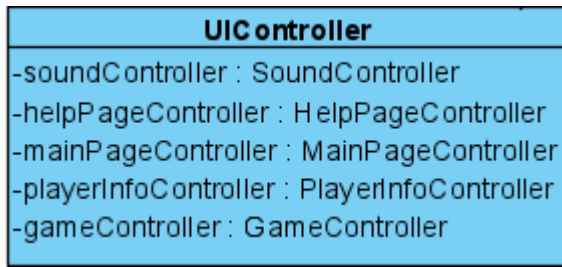 UIController
-soundController : SoundController
-helpPageController : HelpPageController
-mainPageController : MainPageController
-playerInfoController : PlayerInfoController
-gameController : GameController